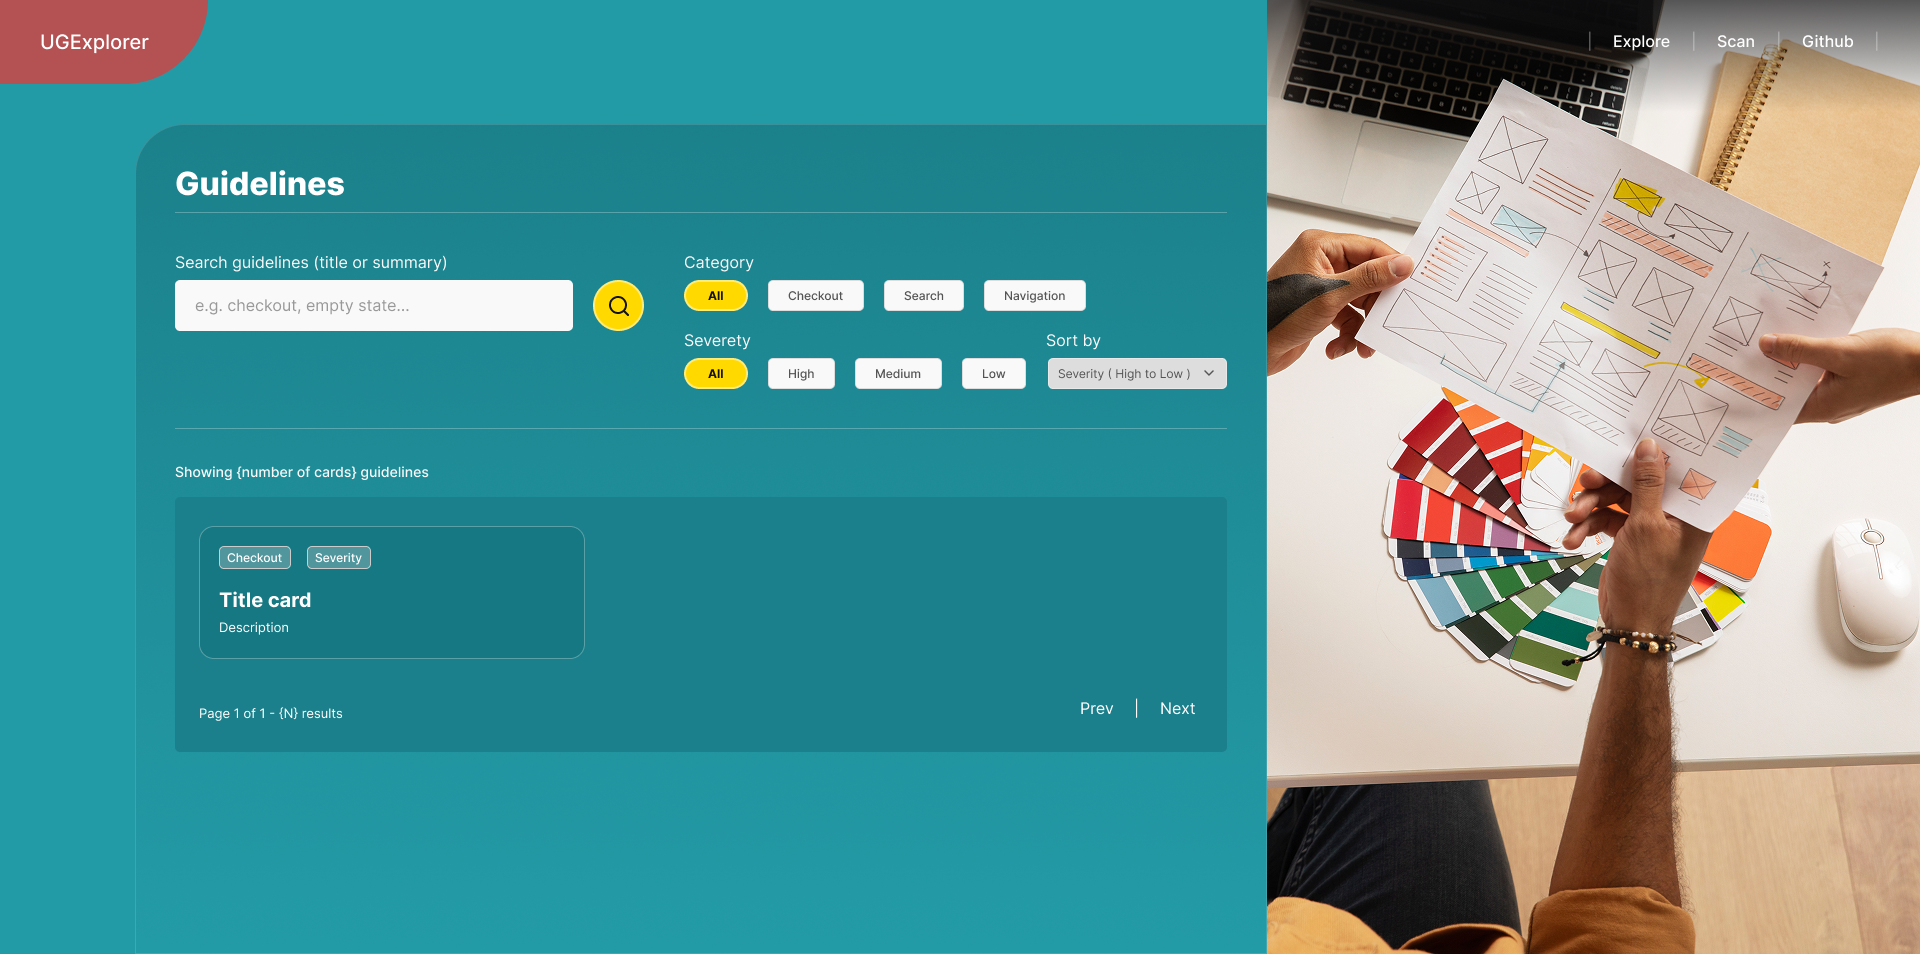 UGExplorer
Explore
Scan
Github
Guidelines
Search guidelines (title or summary)
e.g. checkout, empty state...
Category
All
Checkout
Search
Navigation
Severety
All
High
Medium
Low
Sort by
Severity ( High to Low )
Showing {number of cards} guidelines
Checkout
Severity
Title card
Description
Page 1 of 1 - {N} results
Prev
Next